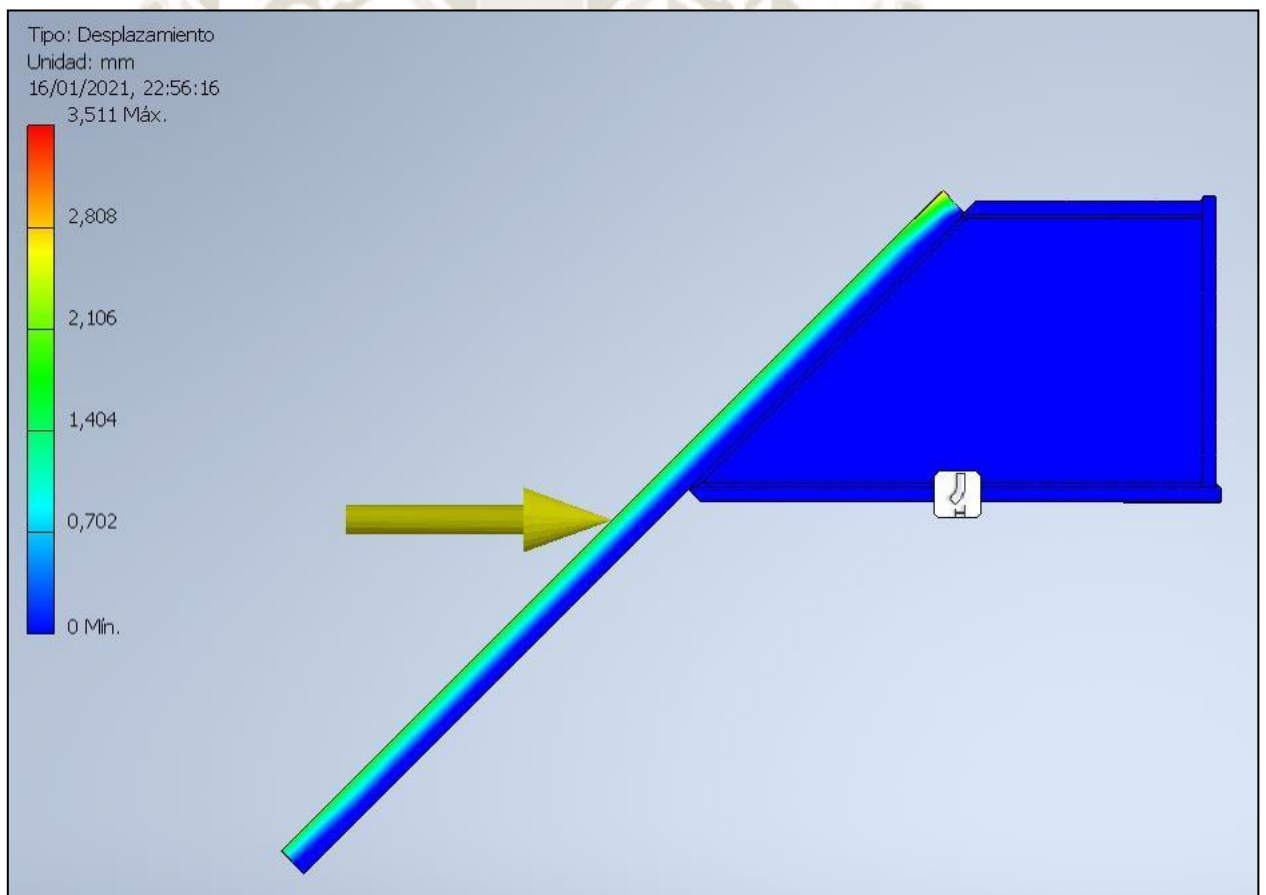 Tipo: Desplazamiento
Unidad: mm
16/01/2021, 22:56:16
3,511 Máx.
2,808
2,106
1,404
0,702
0 Mín.